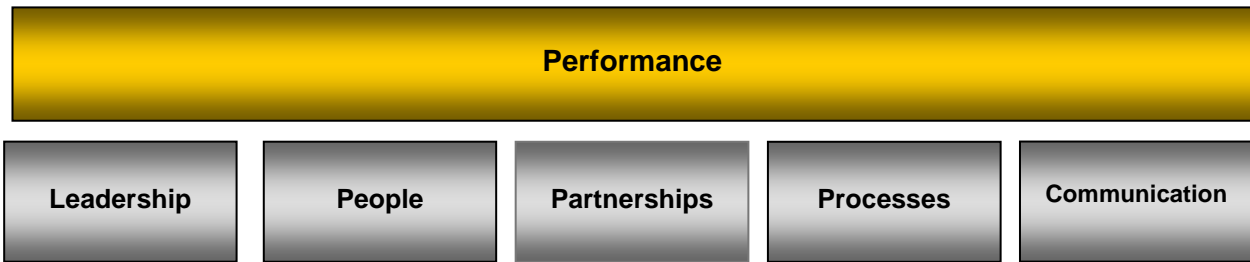 Performance
Leadership
People
Partnerships
Processes
Communication